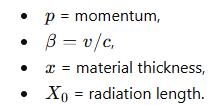 • p = momentum,
• β = v/c,
• x = material thickness,
• X₀ = radiation length.